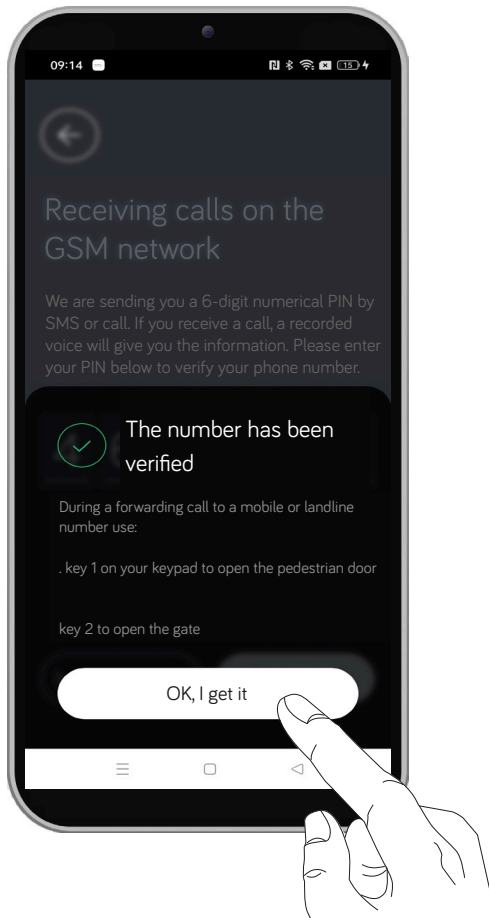 09:14
15
Receiving calls on the
GSM network
We are sending you a 6-digit numerical PIN by
SMS or call. If you receive a call, a recorded
voice will give you the information. Please enter
your PIN below to verify your phone number.
The number has been
verified
During a forwarding call to a mobile or landline
number use:
. key 1 on your keypad to open the pedestrian door
key 2 to open the gate
OK, I get it